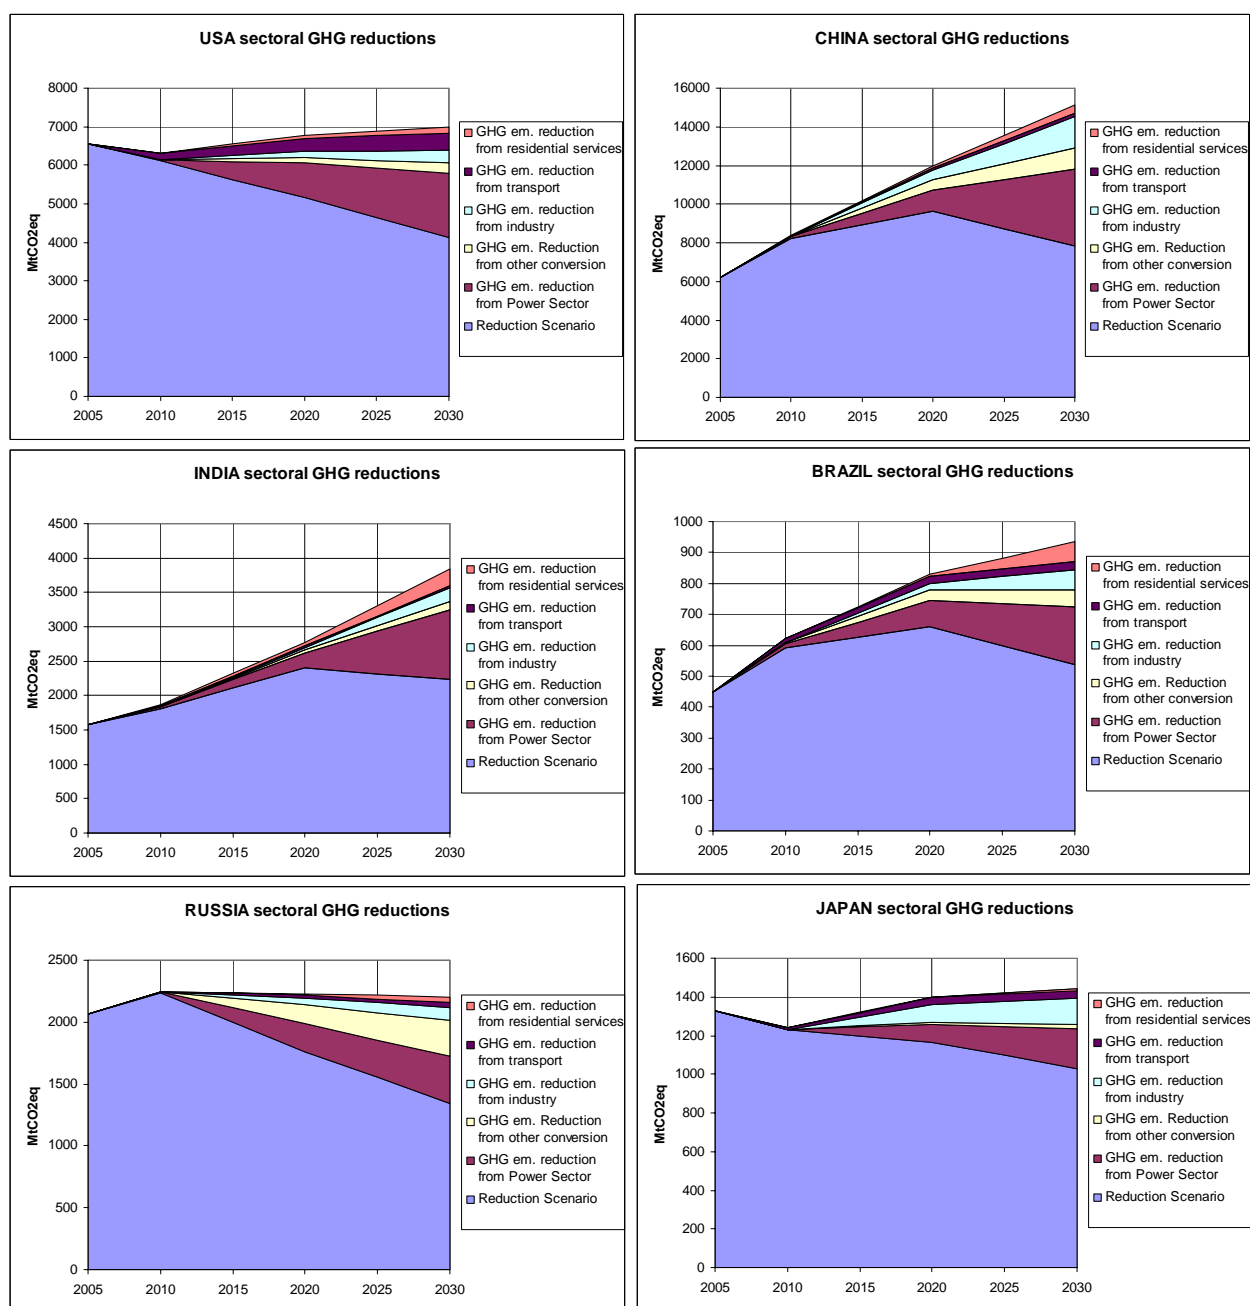 USA sectoral GHG reductions
MtCO2eq
8000
7000
6000
5000
4000
3000
2000
1000
0
2005 2010 2015 2020 2025 2030
GHG em. reduction
from residential services
GHG em. reduction
from transport
GHG em. reduction
from industry
GHG em. Reduction
from other conversion
GHG em. reduction
from Power Sector
Reduction Scenario
CHINA sectoral GHG reductions
MtCO2eq
16000
14000
12000
10000
8000
6000
4000
2000
0
2005 2010 2015 2020 2025 2030
GHG em. reduction
from residential services
GHG em. reduction
from transport
GHG em. reduction
from industry
GHG em. Reduction
from other conversion
GHG em. reduction
from Power Sector
Reduction Scenario
INDIA sectoral GHG reductions
MtCO2eq
4500
4000
3500
3000
2500
2000
1500
1000
500
0
2005 2010 2015 2020 2025 2030
GHG em. reduction
from residential services
GHG em. reduction
from transport
GHG em. reduction
from industry
GHG em. Reduction
from other conversion
GHG em. reduction
from Power Sector
Reduction Scenario
BRAZIL sectoral GHG reductions
MtCO2eq
1000
900
800
700
600
500
400
300
200
100
0
2005 2010 2015 2020 2025 2030
GHG em. reduction
from residential services
GHG em. reduction
from transport
GHG em. reduction
from industry
GHG em. Reduction
from other conversion
GHG em. reduction
from Power Sector
Reduction Scenario
RUSSIA sectoral GHG reductions
MtCO2eq
2500
2000
1500
1000
500
0
2005 2010 2015 2020 2025 2030
GHG em. reduction
from residential services
GHG em. reduction
from transport
GHG em. reduction
from industry
GHG em. Reduction
from other conversion
GHG em. reduction
from Power Sector
Reduction Scenario
JAPAN sectoral GHG reductions
MtCO2eq
1600
1400
1200
1000
800
600
400
200
0
2005 2010 2015 2020 2025 2030
GHG em. reduction
from residential services
GHG em. reduction
from transport
GHG em. reduction
from industry
GHG em. Reduction
from other conversion
GHG em. reduction
from Power Sector
Reduction Scenario